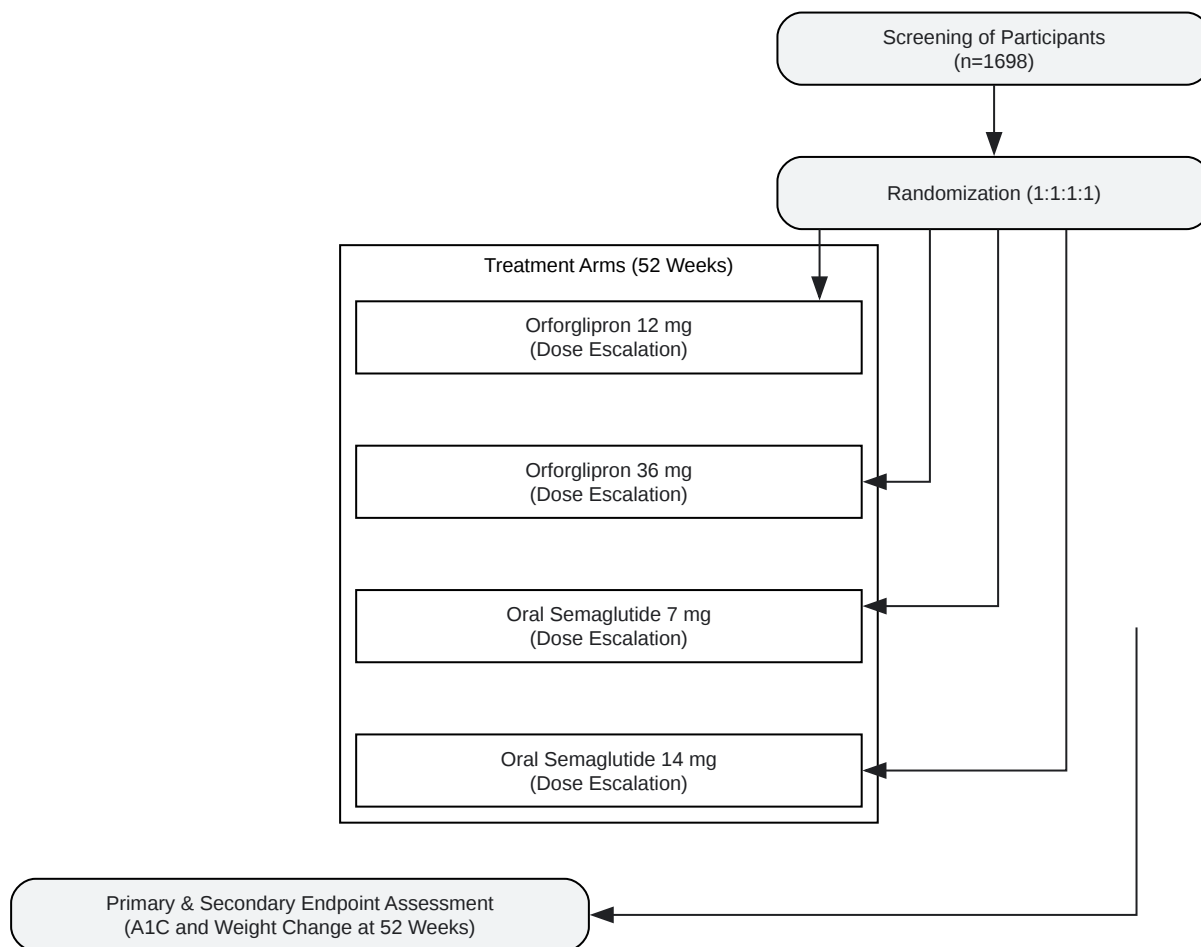 Screening of Participants
(n=1698)
Randomization (1:1:1:1)
Treatment Arms (52 Weeks)
Orforglipron 12 mg
(Dose Escalation)
Orforglipron 36 mg
(Dose Escalation)
Oral Semaglutide 7 mg
(Dose Escalation)
Oral Semaglutide 14 mg
(Dose Escalation)
Primary & Secondary Endpoint Assessment
(A1C and Weight Change at 52 Weeks)